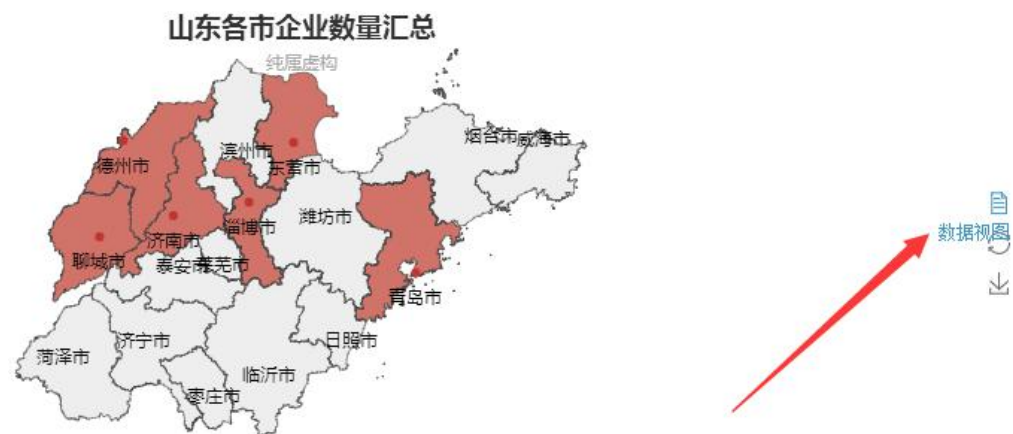 山东各市企业数量汇总
纯属虚构
烟台市
威海市
滨州市
德州市
东营市
潍坊市
淄博市
济南市
数据视图
聊城市
泰安市
莱芜市
青岛市
日照市
济宁市
菏泽市
临沂市
枣庄市